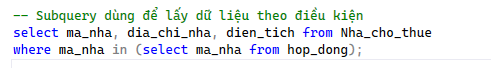 -- Subquery dùng để lấy dữ liệu theo điều kiện
select ma_nha, dia_chi_nha, dien_tich from Nha_cho_thue
where ma_nha in (select ma_nha from hop_dong);